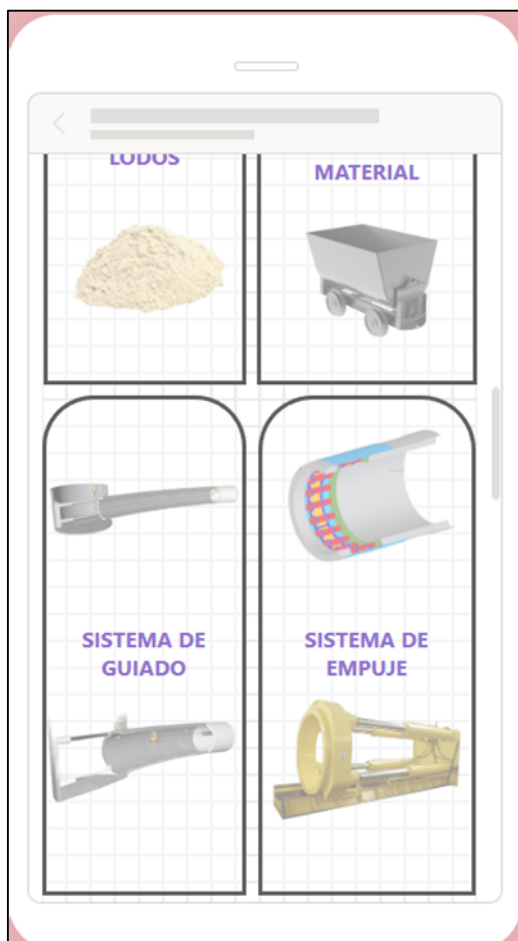 LODOS
MATERIAL
SISTEMA DE
GUIADO
SISTEMA DE
EMPUJE